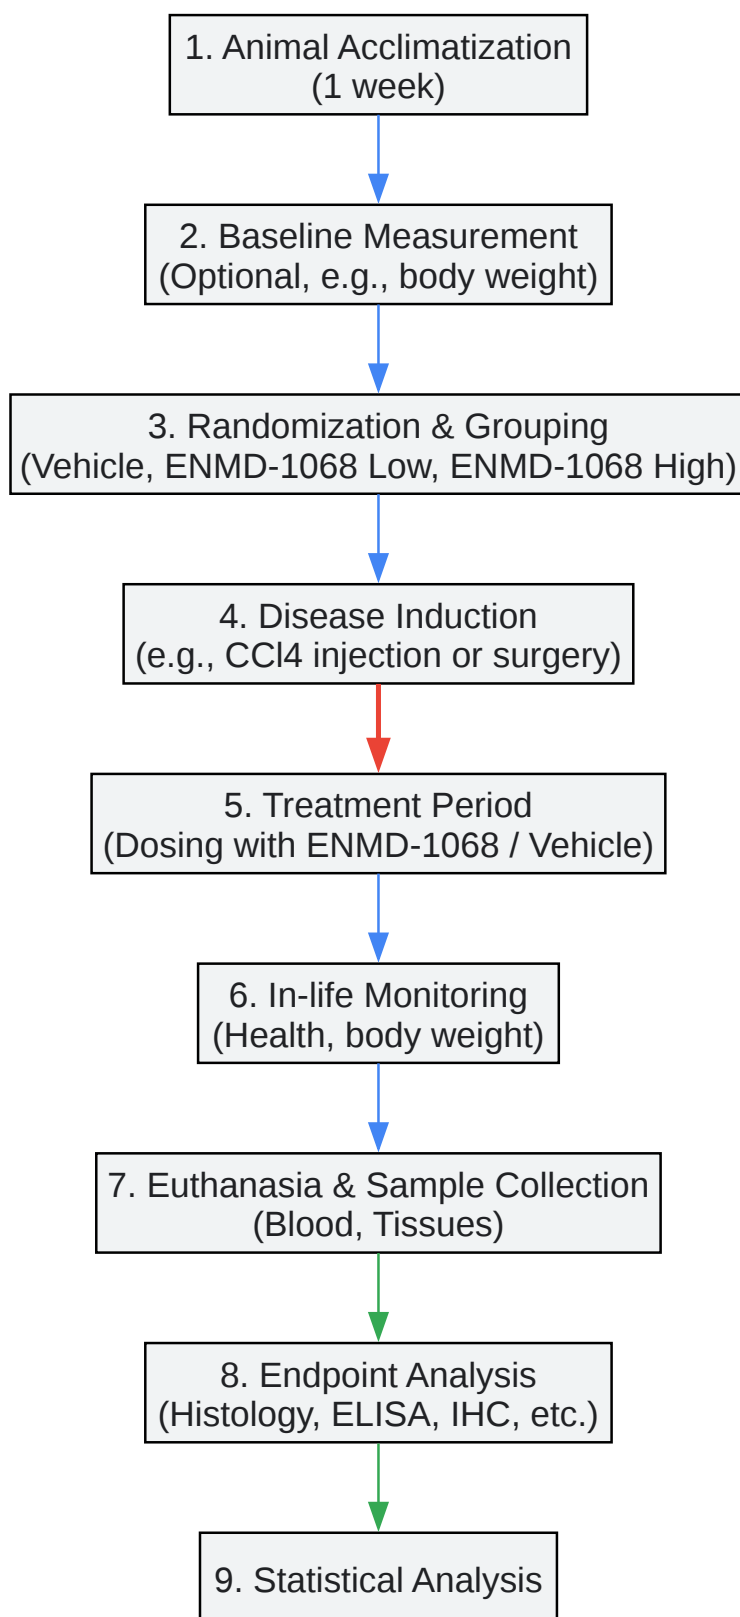 1. Animal Acclimatization
(1 week)
2. Baseline Measurement
(Optional, e.g., body weight)
3. Randomization & Grouping
(Vehicle, ENMD-1068 Low, ENMD-1068 High)
4. Disease Induction
(e.g., CCl4 injection or surgery)
5. Treatment Period
(Dosing with ENMD-1068 / Vehicle)
6. In-life Monitoring
(Health, body weight)
7. Euthanasia & Sample Collection
(Blood, Tissues)
8. Endpoint Analysis
(Histology, ELISA, IHC, etc.)
9. Statistical Analysis